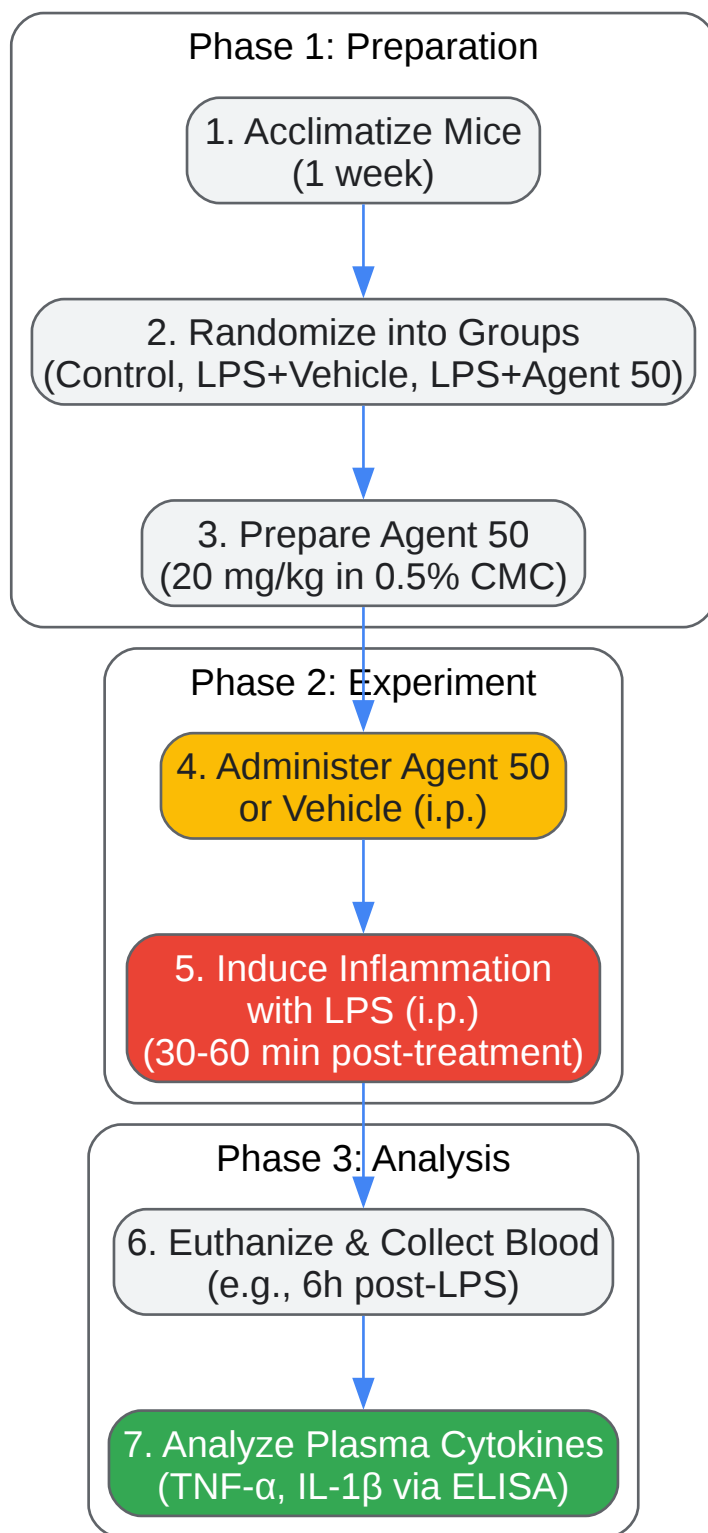 Phase 1: Preparation
1. Acclimatize Mice
(1 week)
2. Randomize into Groups
(Control, LPS+Vehicle, LPS+Agent 50)
3. Prepare Agent 50
(20 mg/kg in 0.5% CMC)
Phase 2: Experiment
4. Administer Agent 50
or Vehicle (i.p.)
5. Induce Inflammation
with LPS (i.p.)
(30-60 min post-treatment)
Phase 3: Analysis
6. Euthanize & Collect Blood
(e.g., 6h post-LPS)
7. Analyze Plasma Cytokines
(TNF-α, IL-1β via ELISA)